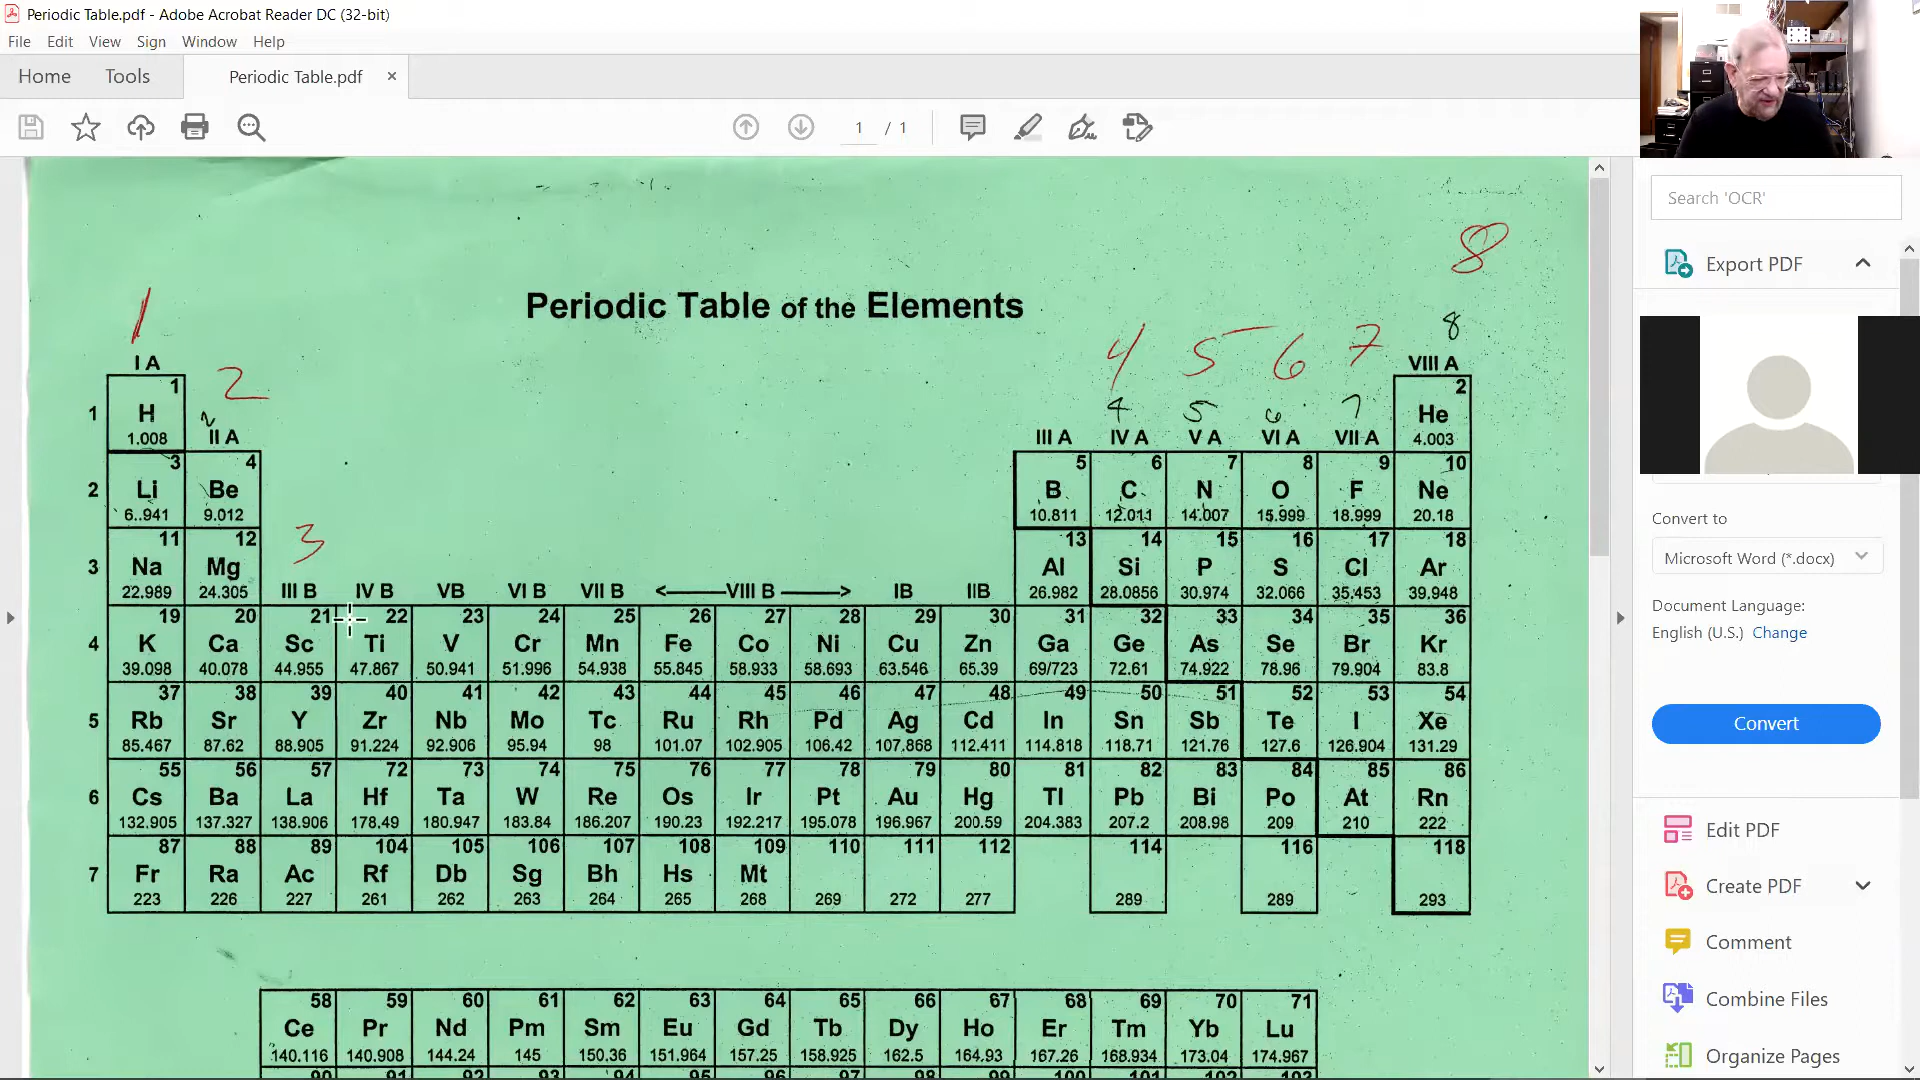 Periodic Table.pdf - Adobe Acrobat Reader DC (32-bit)
File Edit View Sign Window Help
Home Tools Periodic Table.pdf ×
1 / 1
Search 'OCR'
Export PDF
8
Periodic Table of the Elements
1
4 5 6 7 8
I A VIII A
2
1 H 1.008 2 He 4.003
1
2 4 5 6 7
II A III A IV A V A VI A VII A
3 4 5 6 7 8 9 10
2 Li Be B C N O F Ne
6..941 9.012 10.811 12.011 14.007 15.999 18.999 20.18
3
11 12 13 14 15 16 17 18
3 Na Mg Al Si P S Cl Ar
22.989 24.305 III B IV B VB VI B VII B <——VIII B——> IB IIB 26.982 28.0856 30.974 32.066 35.453 39.948
19 20 21 22 23 24 25 26 27 28 29 30 31 32 33 34 35 36
4 K Ca Sc Ti V Cr Mn Fe Co Ni Cu Zn Ga Ge As Se Br Kr
39.098 40.078 44.955 47.867 50.941 51.996 54.938 55.845 58.933 58.693 63.546 65.39 69/723 72.61 74.922 78.96 79.904 83.8
37 38 39 40 41 42 43 44 45 46 47 48 49 50 51 52 53 54
5 Rb Sr Y Zr Nb Mo Tc Ru Rh Pd Ag Cd In Sn Sb Te I Xe
85.467 87.62 88.905 91.224 92.906 95.94 98 101.07 102.905 106.42 107.868 112.411 114.818 118.71 121.76 127.6 126.904 131.29
55 56 57 72 73 74 75 76 77 78 79 80 81 82 83 84 85 86
6 Cs Ba La Hf Ta W Re Os Ir Pt Au Hg Tl Pb Bi Po At Rn
132.905 137.327 138.906 178.49 180.947 183.84 186.207 190.23 192.217 195.078 196.967 200.59 204.383 207.2 208.98 209 210 222
87 88 89 104 105 106 107 108 109 110 111 112 114 116 118
7 Fr Ra Ac Rf Db Sg Bh Hs Mt
223 226 227 261 262 263 264 265 268 269 272 277 289 289 293
58 59 60 61 62 63 64 65 66 67 68 69 70 71
Ce Pr Nd Pm Sm Eu Gd Tb Dy Ho Er Tm Yb Lu
140.116 140.908 144.24 145 150.36 151.964 157.25 158.925 162.5 164.93 167.26 168.934 173.04 174.967
90 91 92 93 94 95 96 97 98 99 100 101 102 103
Convert to
Microsoft Word (*.docx)
Document Language:
English (U.S.) Change
Convert
Edit PDF
Create PDF
Comment
Combine Files
Organize Pages